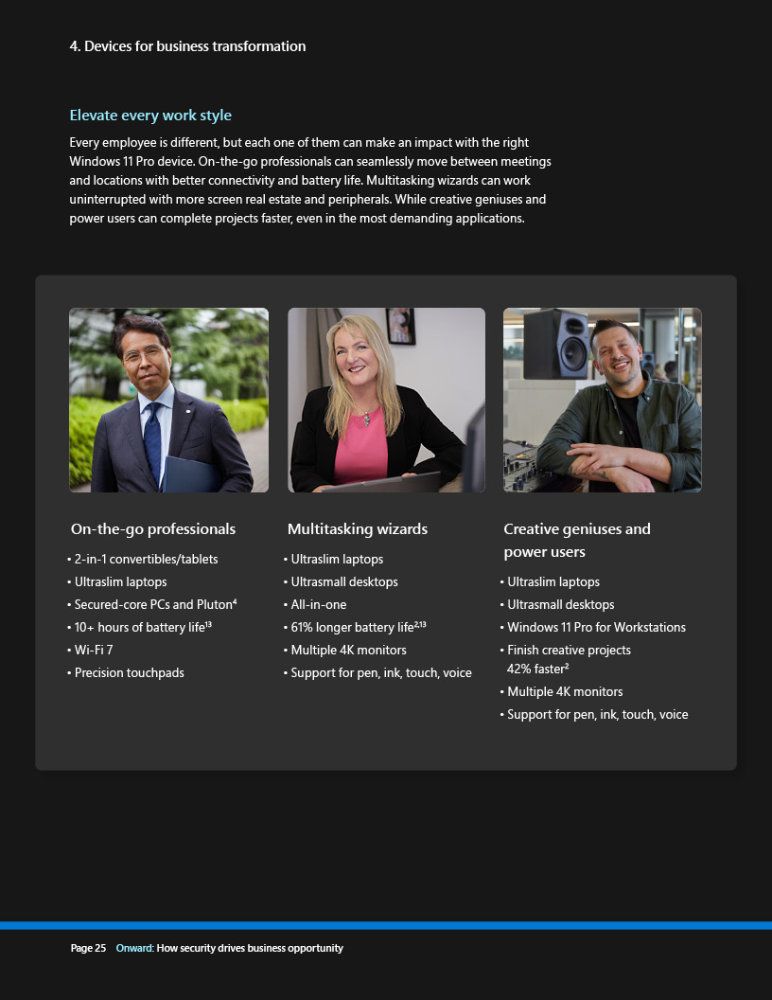 4. Devices for business transformation
Elevate every work style
Every employee is different, but each one of them can make an impact with the right
Windows 11 Pro device. On-the-go professionals can seamlessly move between meetings
and locations with better connectivity and battery life. Multitasking wizards can work
uninterrupted with more screen real estate and peripherals. While creative geniuses and
power users can complete projects faster, even in the most demanding applications.
On-the-go professionals
• 2-in-1 convertibles/tablets
• Ultraslim laptops
• Secured-core PCs and Pluton⁴
• 10+ hours of battery life¹³
• Wi-Fi 7
• Precision touchpads
Multitasking wizards
• Ultraslim laptops
• Ultrasmall desktops
• All-in-one
• 61% longer battery life²,¹³
• Multiple 4K monitors
• Support for pen, ink, touch, voice
Creative geniuses and
power users
• Ultraslim laptops
• Ultrasmall desktops
• Windows 11 Pro for Workstations
• Finish creative projects
42% faster²
• Multiple 4K monitors
• Support for pen, ink, touch, voice
Page 25 Onward: How security drives business opportunity